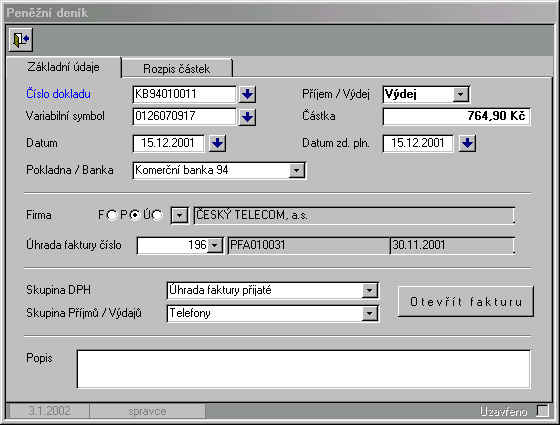 Peněžní deník
Základní údaje Rozpis částek
Číslo dokladu KB94010011 Příjem / Výdej Výdej
Variabilní symbol 0126070917 Částka 764,90 Kč
Datum 15.12.2001 Datum zd. pln. 15.12.2001
Pokladna / Banka Komerční banka 94
Firma F P Ú ČESKÝ TELECOM, a.s.
Úhrada faktury číslo 196 PFA010031 30.11.2001
Skupina DPH Úhrada faktury přijaté
Otevřít fakturu
Skupina Příjmů / Výdajů Telefony
Popis
3.1.2002 spravce Uzavřeno